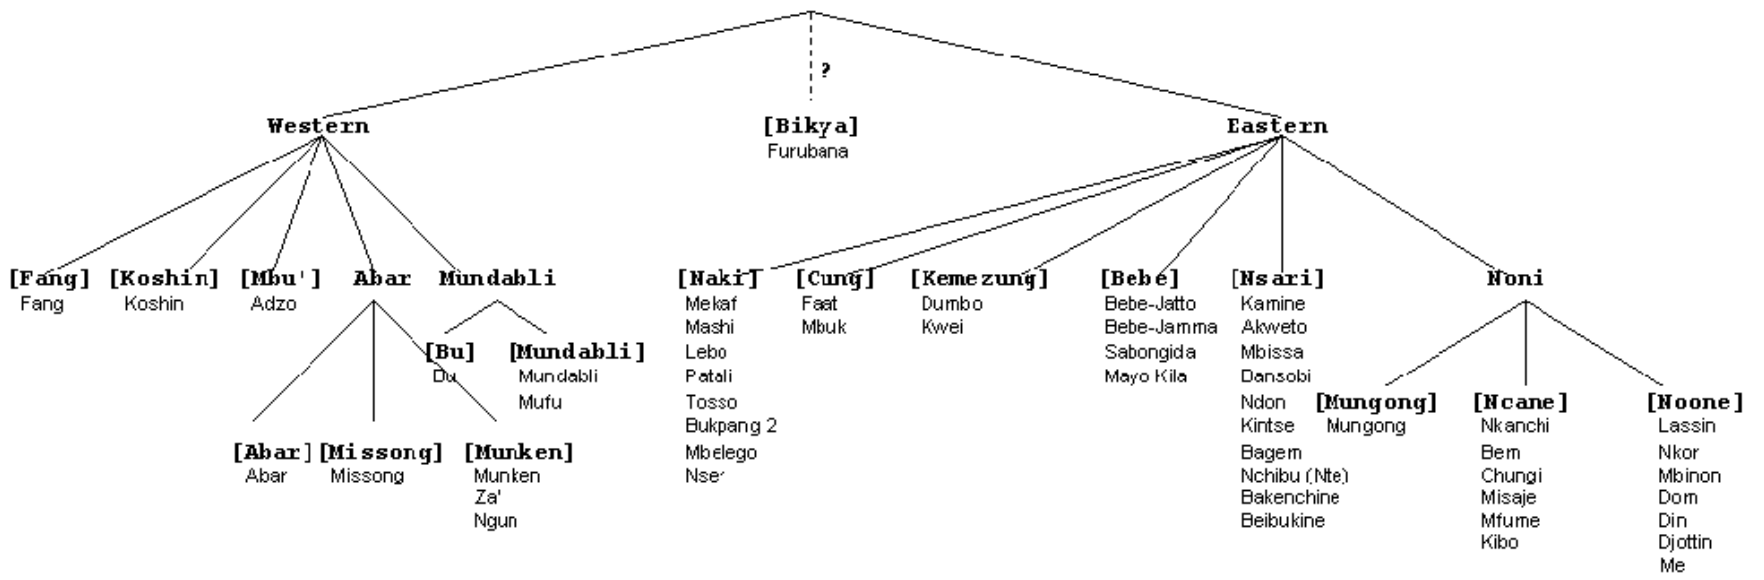 ?
Western
[Bikya]
Furubana
Eastern
[Fang]
Fang
[Koshin]
Koshin
[Mbu']
Adzo
Abar
Mundabli
[Bu]
Du
[Mundabli]
Mundabli
Mufu
[Abar]
Abar
[Missong]
Missong
[Munken]
Munken
Za'
Ngun
[Naki]
Mekaf
Mashi
Lebo
Patali
Tosso
Bukpang 2
Mbelego
Nser
[Cung]
Faat
Mbuk
[Kemezung]
Dumbo
Kwei
[Bebe]
Bebe-Jatto
Bebe-Jamma
Sabongida
Mayo Kila
[Nsari]
Kamine
Akweto
Mbissa
Dansobi
Ndon
Kintse
Bagem
Nchibu (Nte)
Bakenchine
Beibukine
Noni
[Mungong]
Mungong
[Ncane]
Nkanchi
Bem
Chungi
Misaje
Mfume
Kibo
[Noone]
Lassin
Nkor
Mbinon
Dom
Din
Djottin
Me